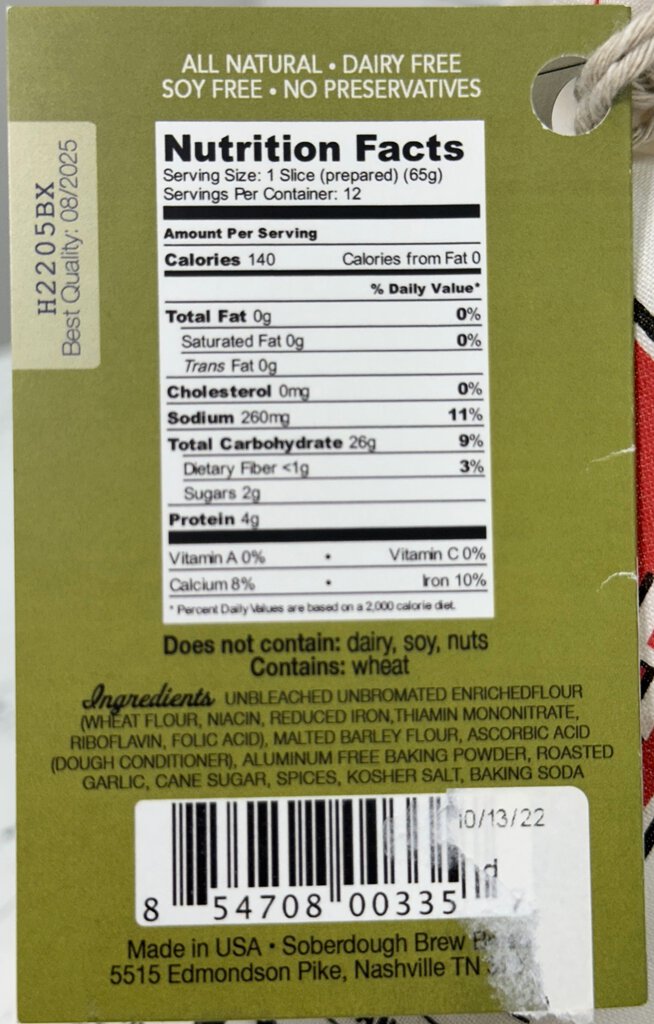 ALL NATURAL • DAIRY FREE
SOY FREE • NO PRESERVATIVES
H2205BX
Best Quality: 08/2025
Nutrition Facts
Serving Size: 1 Slice (prepared) (65g)
Servings Per Container: 12
Amount Per Serving
Calories 140 Calories from Fat 0
% Daily Value*
Total Fat 0g 0%
Saturated Fat 0g 0%
Trans Fat 0g
Cholesterol 0mg 0%
Sodium 260mg 11%
Total Carbohydrate 26g 9%
Dietary Fiber <1g 3%
Sugars 2g
Protein 4g
Vitamin A 0% • Vitamin C 0%
Calcium 8% • Iron 10%
* Percent Daily Values are based on a 2,000 calorie diet.
Does not contain: dairy, soy, nuts
Contains: wheat
Ingredients UNBLEACHED UNBROMATED ENRICHEDFLOUR
(WHEAT FLOUR, NIACIN, REDUCED IRON,THIAMIN MONONITRATE,
RIBOFLAVIN, FOLIC ACID), MALTED BARLEY FLOUR, ASCORBIC ACID
(DOUGH CONDITIONER), ALUMINUM FREE BAKING POWDER, ROASTED
GARLIC, CANE SUGAR, SPICES, KOSHER SALT, BAKING SODA
10/13/22
8 54708 00335 7
Made in USA • Soberdough Brew
5515 Edmondson Pike, Nashville TN